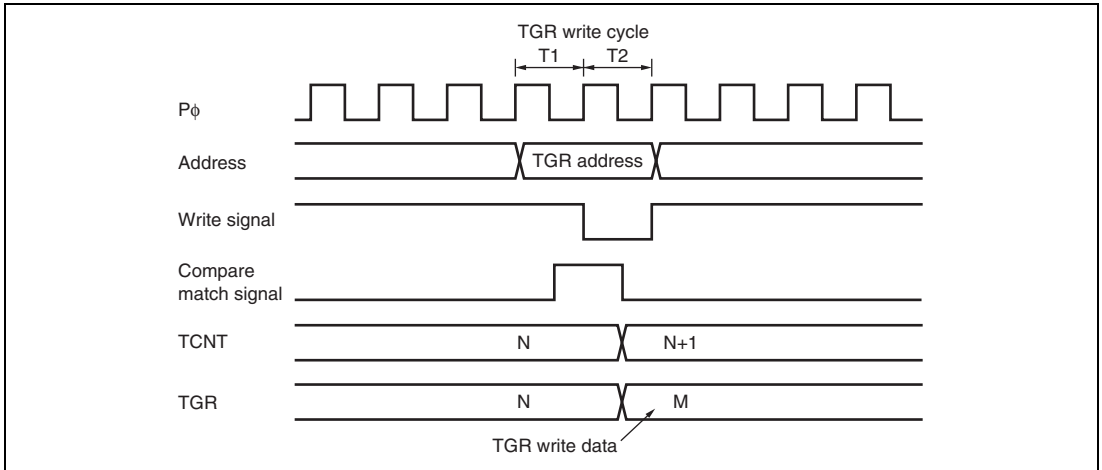 TGR write cycle
T1 T2
Pϕ
Address TGR address
Write signal
Compare
match signal
TCNT N N+1
TGR N M
TGR write data